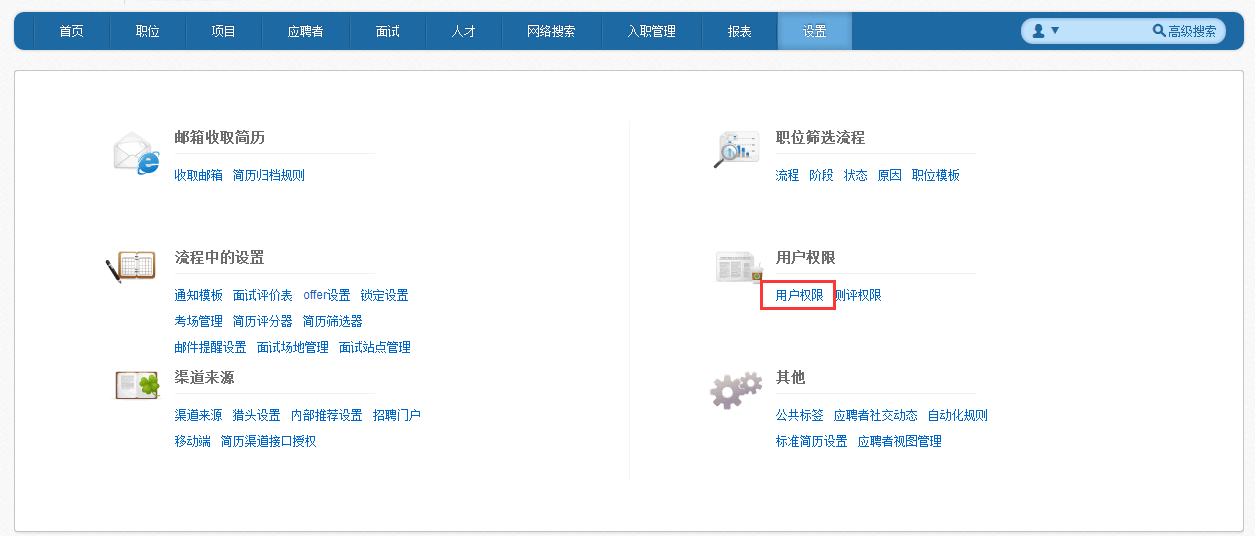 首页 职位 项目 应聘者 面试 人才 网络搜索 入职管理 报表 设置 高级搜索
邮箱收取简历
收取邮箱 简历归档规则
职位筛选流程
流程 阶段 状态 原因 职位模板
流程中的设置
通知模板 面试评价表 offer设置 锁定设置
考场管理 简历评分器 简历筛选器
邮件提醒设置 面试场地管理 面试站点管理
用户权限
用户权限 测评权限
渠道来源
渠道来源 猎头设置 内部推荐设置 招聘门户
移动端 简历渠道接口授权
其他
公共标签 应聘者社交动态 自动化规则
标准简历设置 应聘者视图管理